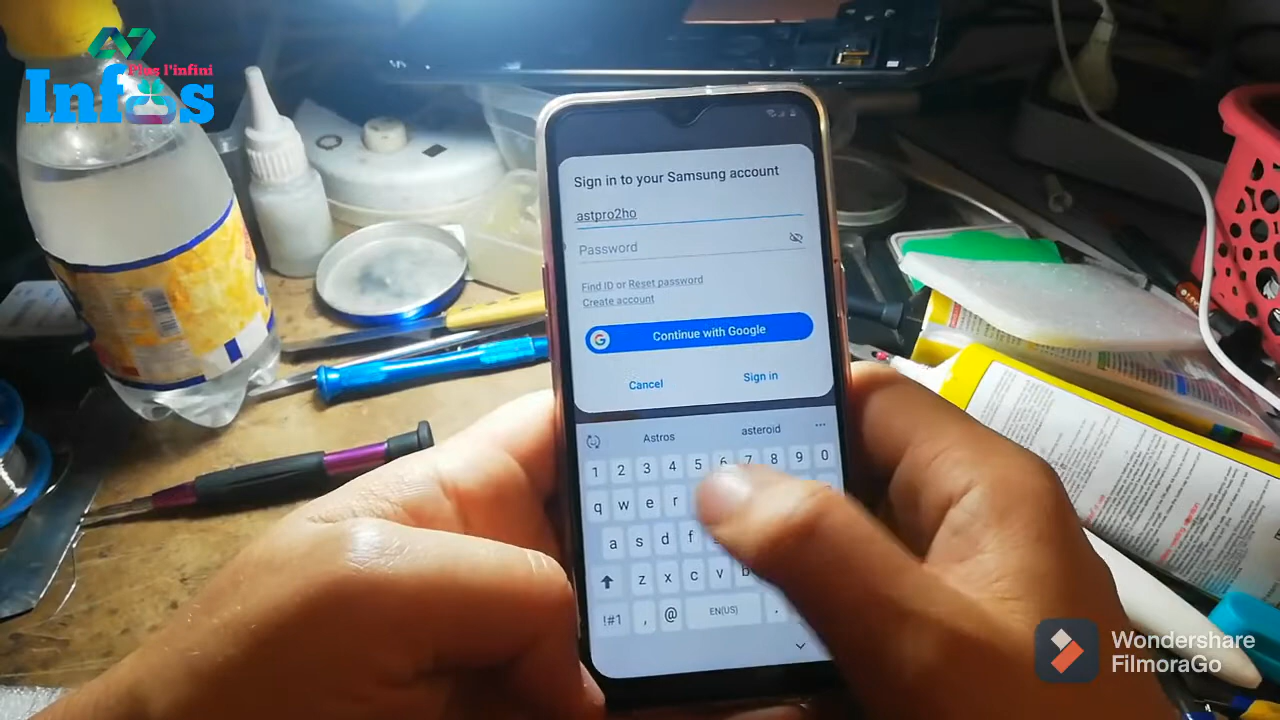 A7
Plus l'infini
Infos
Sign in to your Samsung account
astpro2ho
Password
Find ID or Reset password
Create account
G Continue with Google
Cancel Sign in
Astros asteroid ...
1 2 3 4 5 6 7 8 9 0
q w e r
a s d f
z x c v b
!#1 , @ EN(US) .
Wondershare
FilmoraGo